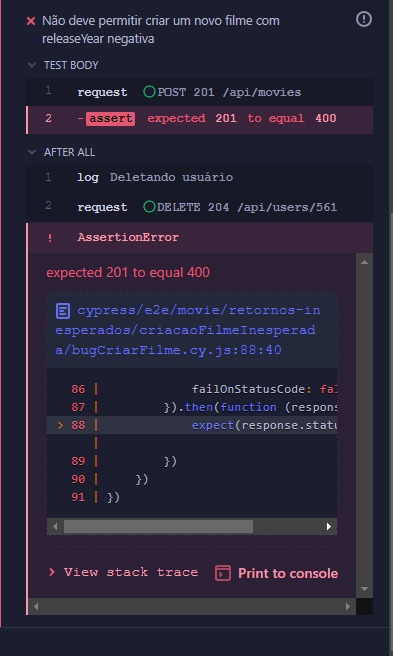 × Não deve permitir criar um novo filme com
releaseYear negativa
TEST BODY
1 request POST 201 /api/movies
2 -assert expected 201 to equal 400
AFTER ALL
1 log Deletando usuário
2 request DELETE 204 /api/users/561
! AssertionError
expected 201 to equal 400
cypress/e2e/movie/retornos-in
esperados/criacaoFilmeInesperad
a/bugCriarFilme.cy.js:88:40
86 | failOnStatusCode: fal
87 | }).then(function (respons
> 88 | expect(response.statu
|
89 | })
90 | })
91 | })
> View stack trace Print to console